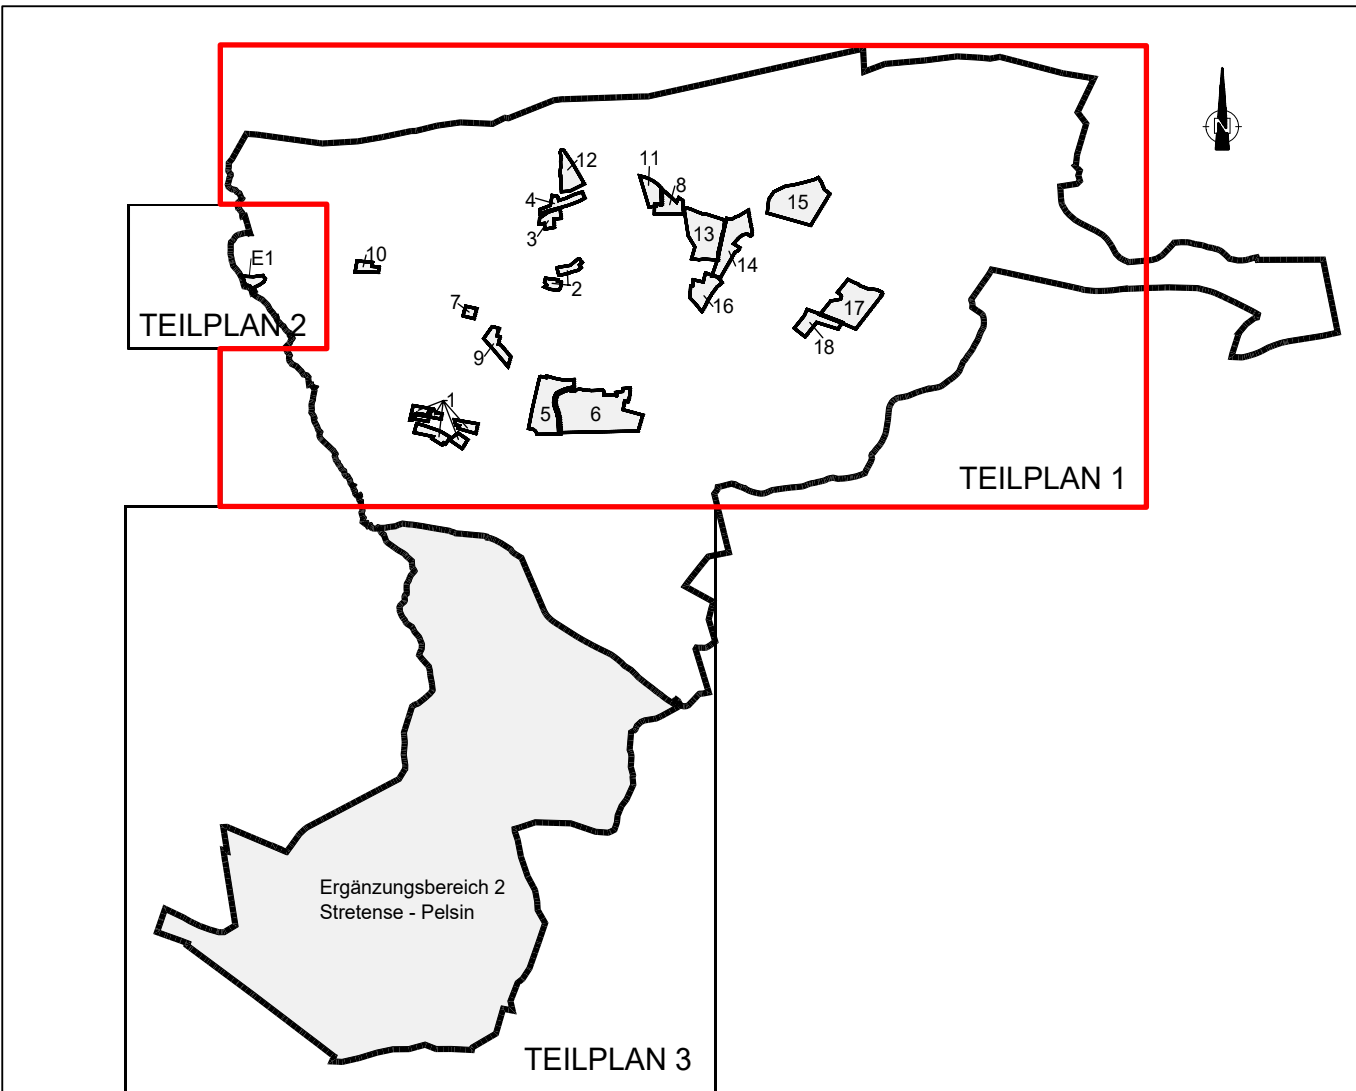 N
12
11
8
15
4
3
13
14
E1
10
2
16
7
17
TEILPLAN 2
18
9
1
5
6
TEILPLAN 1
Ergänzungsbereich 2
Stretense - Pelsin
TEILPLAN 3